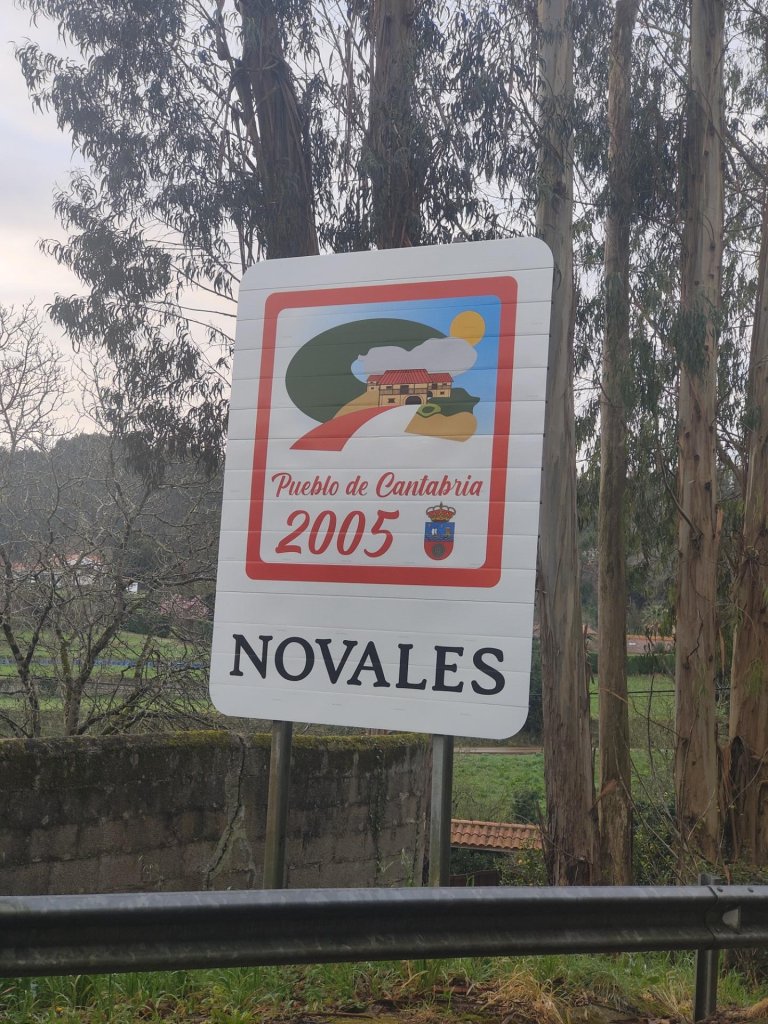 Pueblo de Cantabria
2005
NOVALES